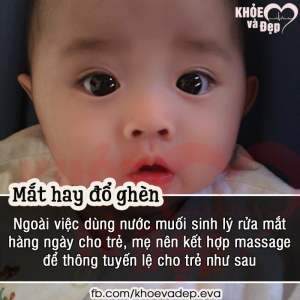 KHỎE
và ĐẸP
Mắt hay đổ ghèn
Ngoài việc dùng nước muối sinh lý rửa mắt
hàng ngày cho trẻ, mẹ nên kết hợp massage
để thông tuyến lệ cho trẻ như sau
fb.com/khoevadep.eva